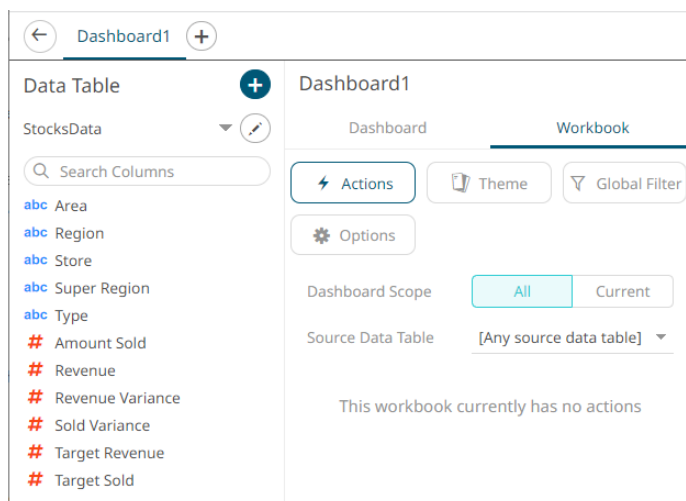 Dashboard1
Data Table
StocksData
Search Columns
abc Area
abc Region
abc Store
abc Super Region
abc Type
# Amount Sold
# Revenue
# Revenue Variance
# Sold Variance
# Target Revenue
# Target Sold
Dashboard1
Dashboard Workbook
Actions Theme Global Filter
Options
Dashboard Scope All Current
Source Data Table [Any source data table]
This workbook currently has no actions